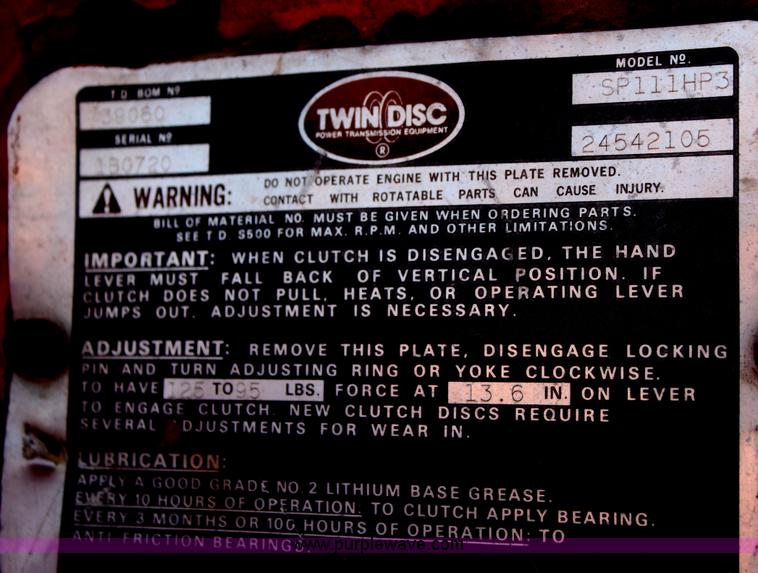 T.D. BOM Nº
39060
SERIAL Nº
180720
TWIN DISC
POWER TRANSMISSION EQUIPMENT
®
MODEL Nº.
SP111HP3
24542105
WARNING: DO NOT OPERATE ENGINE WITH THIS PLATE REMOVED.
CONTACT WITH ROTATABLE PARTS CAN CAUSE INJURY.
BILL OF MATERIAL NO. MUST BE GIVEN WHEN ORDERING PARTS.
SEE T D. S500 FOR MAX. R.P.M. AND OTHER LIMITATIONS.
IMPORTANT: WHEN CLUTCH IS DISENGAGED, THE HAND
LEVER MUST FALL BACK OF VERTICAL POSITION. IF
CLUTCH DOES NOT PULL, HEATS, OR OPERATING LEVER
JUMPS OUT. ADJUSTMENT IS NECESSARY.
ADJUSTMENT: REMOVE THIS PLATE, DISENGAGE LOCKING
PIN AND TURN ADJUSTING RING OR YOKE CLOCKWISE.
TO HAVE 125 TO 95 LBS. FORCE AT 13.6 IN. ON LEVER
TO ENGAGE CLUTCH. NEW CLUTCH DISCS REQUIRE
SEVERAL ADJUSTMENTS FOR WEAR IN.
LUBRICATION:
APPLY A GOOD GRADE NO. 2 LITHIUM BASE GREASE.
EVERY 10 HOURS OF OPERATION. TO CLUTCH APPLY BEARING.
EVERY 3 MONTHS OR 100 HOURS OF OPERATION: TO
ANTI FRICTION BEARINGS.
www.purplewave.com